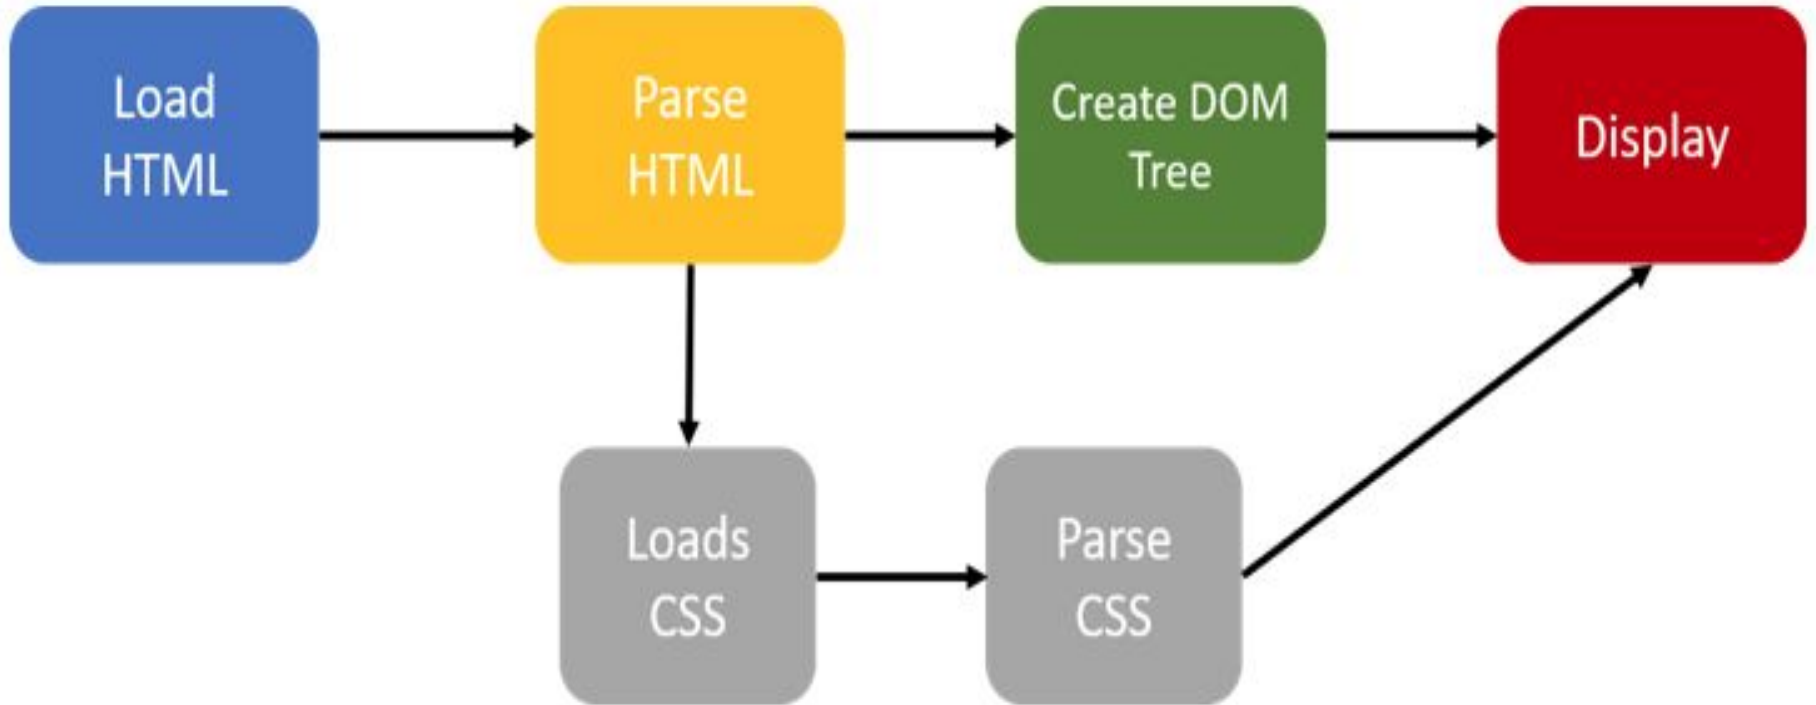 Load
HTML
Parse
HTML
Create DOM
Tree
Display
Loads
CSS
Parse
CSS